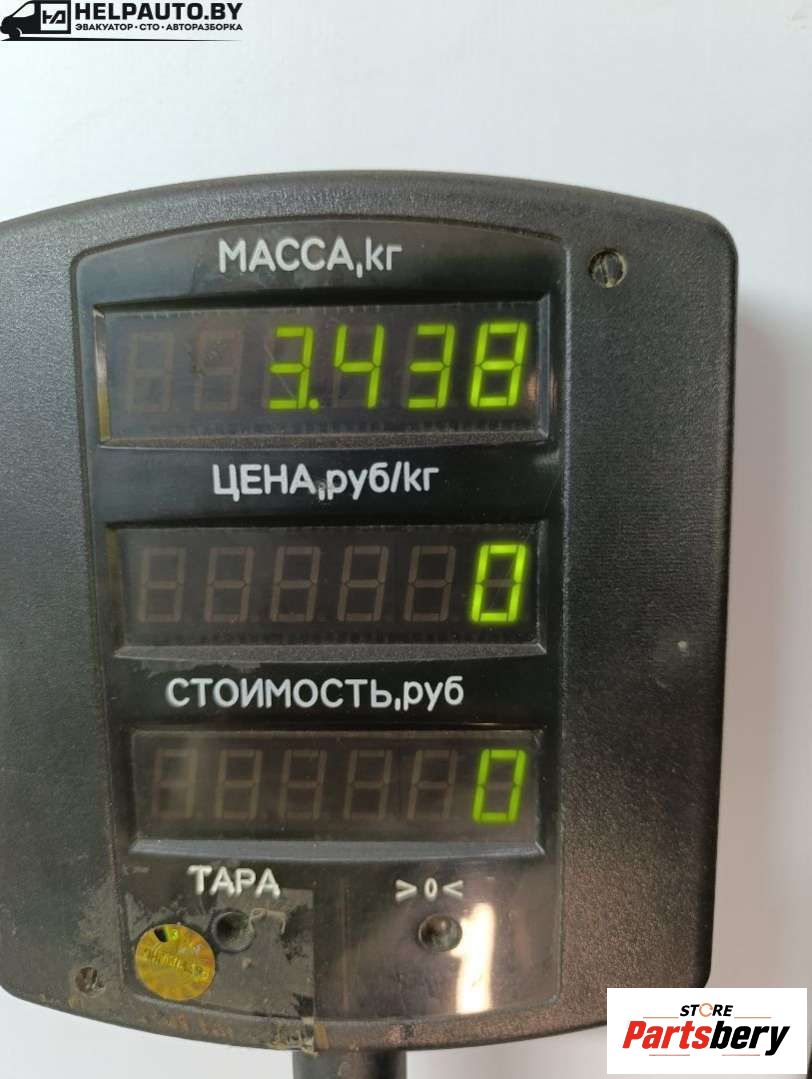 HELPAUTO.BY
ЭВАКУАТОР • СТО • АВТОРАЗБОРКА
МАССА,кг
3.438
ЦЕНА,руб/кг
0
СТОИМОСТЬ,руб
0
ТАРА >0<
STORE
Partsbery